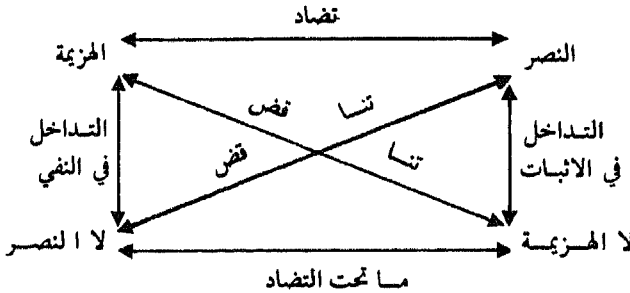 تضاد
النصر
الهزيمة
تناقض
تناقض
التداخل
في الاثبات
التداخل
في النفي
لا الهزيمة
لا النصر
ما تحت التضاد